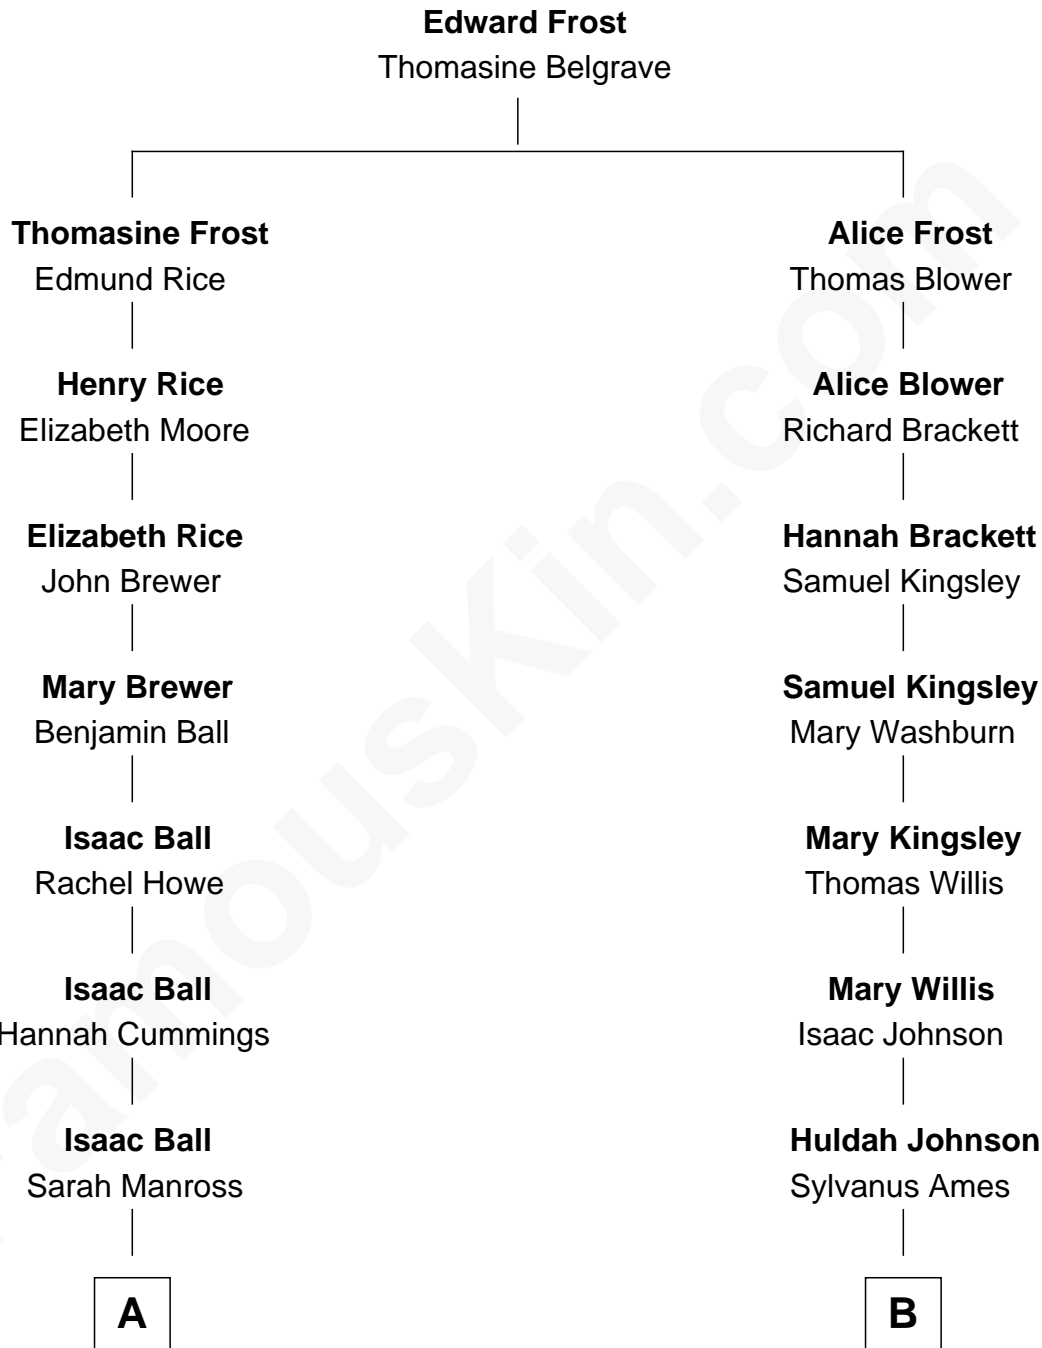 Edward Frost
Thomasine Belgrave
Thomasine Frost
Edmund Rice
Alice Frost
Thomas Blower
Henry Rice
Elizabeth Moore
Alice Blower
Richard Brackett
Elizabeth Rice
John Brewer
Hannah Brackett
Samuel Kingsley
Mary Brewer
Benjamin Ball
Samuel Kingsley
Mary Washburn
Isaac Ball
Rachel Howe
Mary Kingsley
Thomas Willis
Isaac Ball
Hannah Cummings
Mary Willis
Isaac Johnson
Isaac Ball
Sarah Manross
Huldah Johnson
Sylvanus Ames
A
B
FamousKin.com